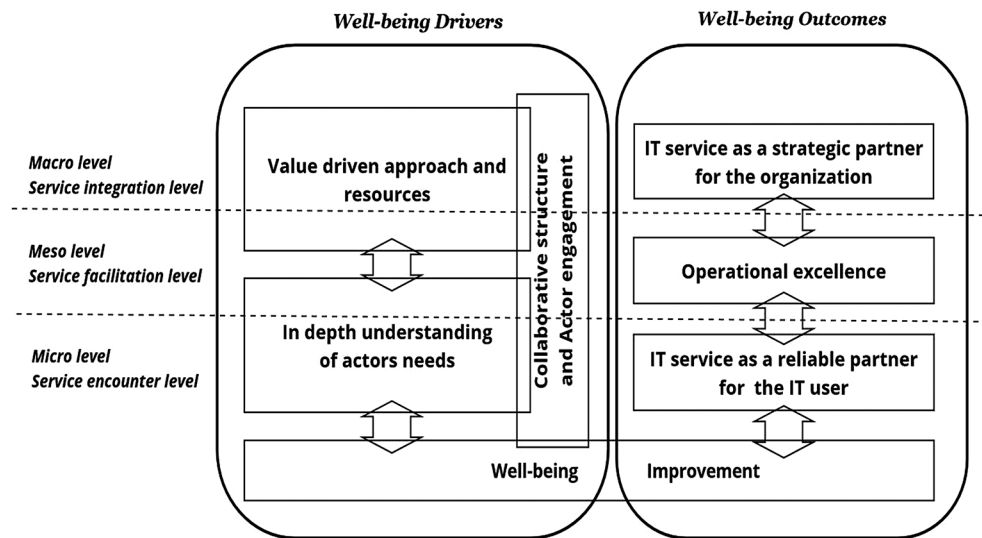 Well-being Drivers
Well-being Outcomes
Macro level
Service integration level
Value driven approach and
resources
Collaborative structure
and Actor engagement
IT service as a strategic partner
for the organization
Meso level
Service facilitation level
Operational excellence
Micro level
Service encounter level
In depth understanding
of actors needs
IT service as a reliable partner
for the IT user
Well-being Improvement